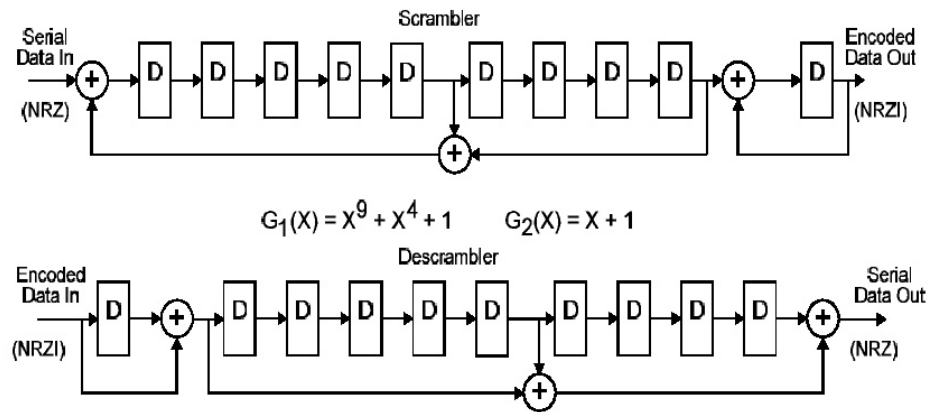 Scrambler
Serial
Data In
(NRZ)
D D D D D D D D D D
Encoded
Data Out
(NRZI)
G₁(X) = X⁹ + X⁴ + 1 G₂(X) = X + 1
Descrambler
Encoded
Data In
(NRZI)
D D D D D D D D D D
Serial
Data Out
(NRZ)